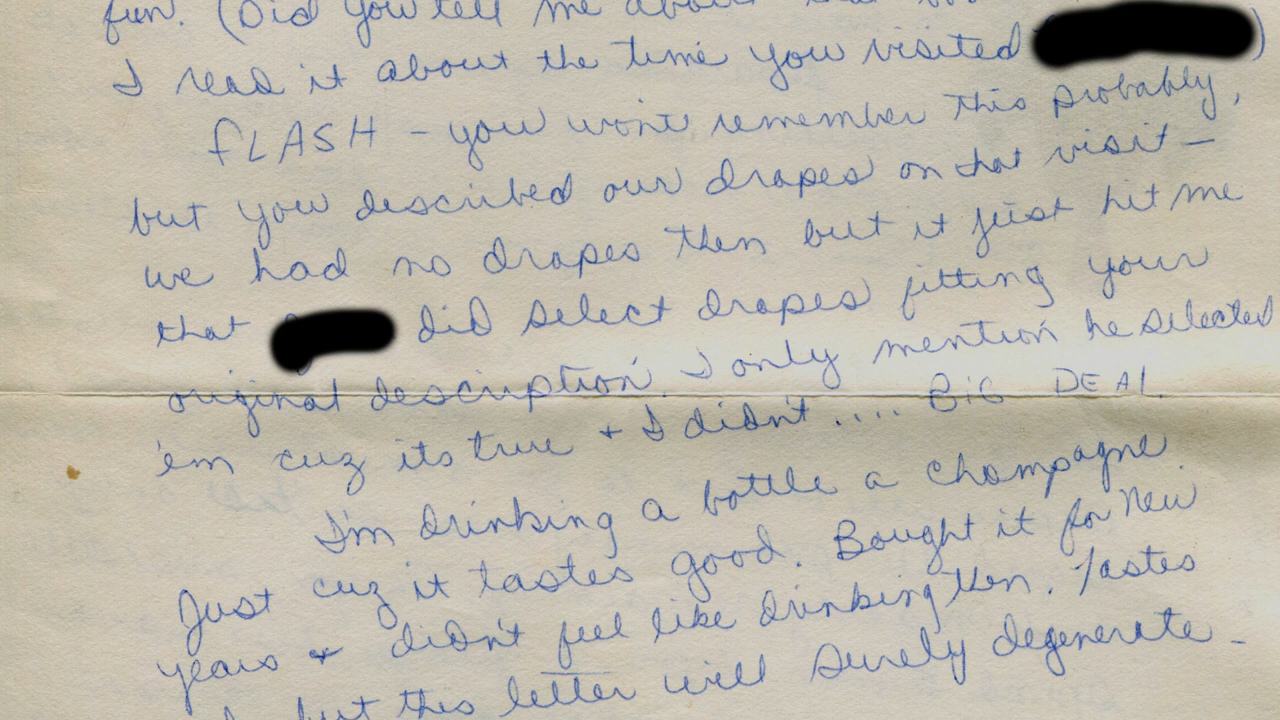 fun. (Did you tell me about
I read it about the time you visited )
FLASH - you won't remember this probably,
but you described our drapes on that visit -
we had no drapes then but it just hit me
that did select drapes fitting your
original description. I only mention he selected
'em cuz its true + I didn't .... BIG DEAL.
I'm drinking a bottle a champagne.
Just cuz it tastes good. Bought it for New
years + didn't feel like drinking then. Tastes
but this letter will surely degenerate -